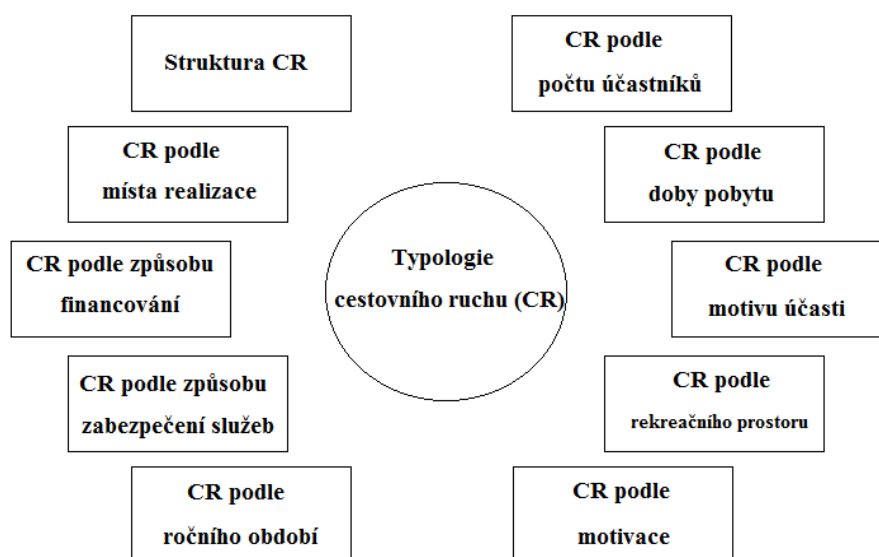 Struktura CR
CR podle
počtu účastníků
CR podle
místa realizace
CR podle
doby pobytu
CR podle způsobu
financování
Typologie
cestovního ruchu (CR)
CR podle
motivu účasti
CR podle způsobu
zabezpečení služeb
CR podle
rekreačního prostoru
CR podle
ročního období
CR podle
motivace